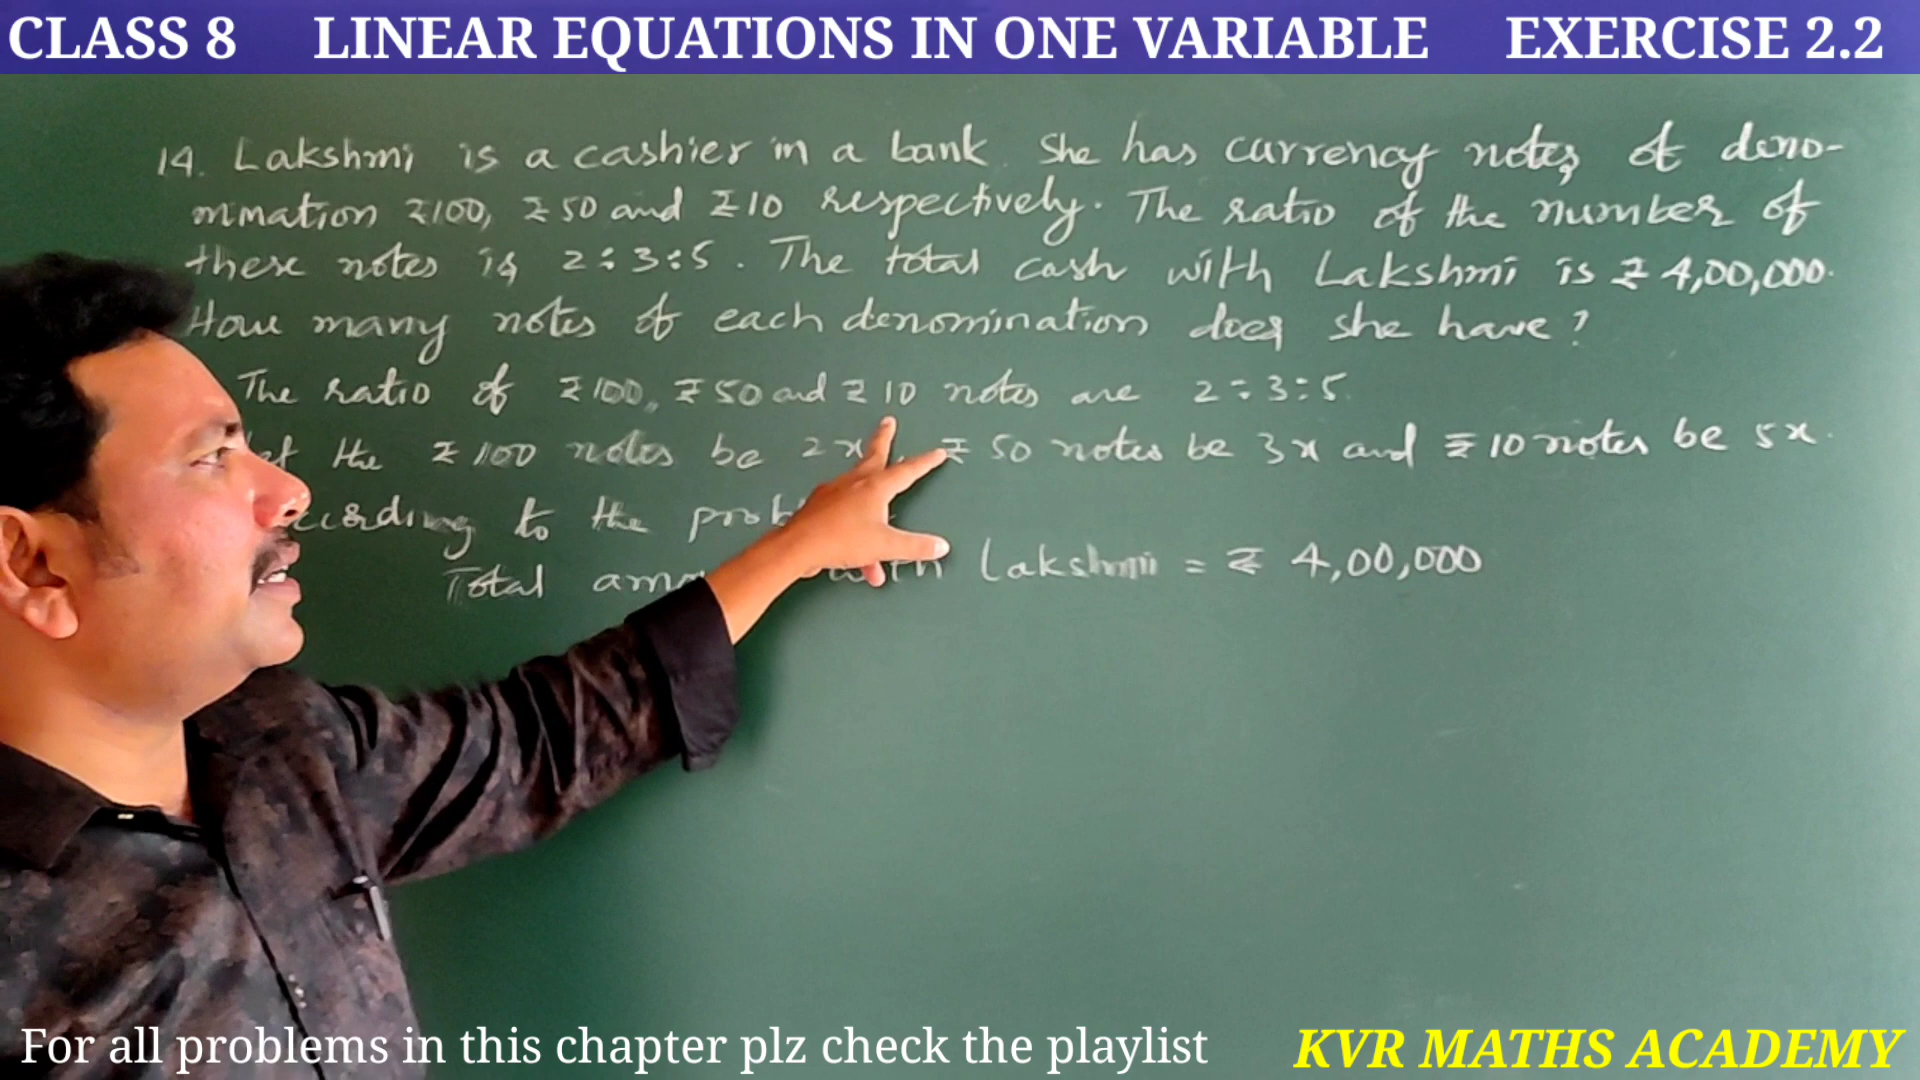 CLASS 8 LINEAR EQUATIONS IN ONE VARIABLE EXERCISE 2.2
14. Lakshmi is a cashier in a bank. She has currency notes of deno-
mination ₹100, ₹50 and ₹10 respectively. The ratio of the number of
these notes is 2:3:5. The total cash with Lakshmi is ₹4,00,000.
How many notes of each denomination does she have?
The ratio of ₹100, ₹50 and ₹10 notes are 2:3:5.
the ₹100 notes be 2x, ₹50 notes be 3x and ₹10 notes be 5x.
to the
Total Lakshmi = ₹ 4,00,000
For all problems in this chapter plz check the playlist
KVR MATHS ACADEMY